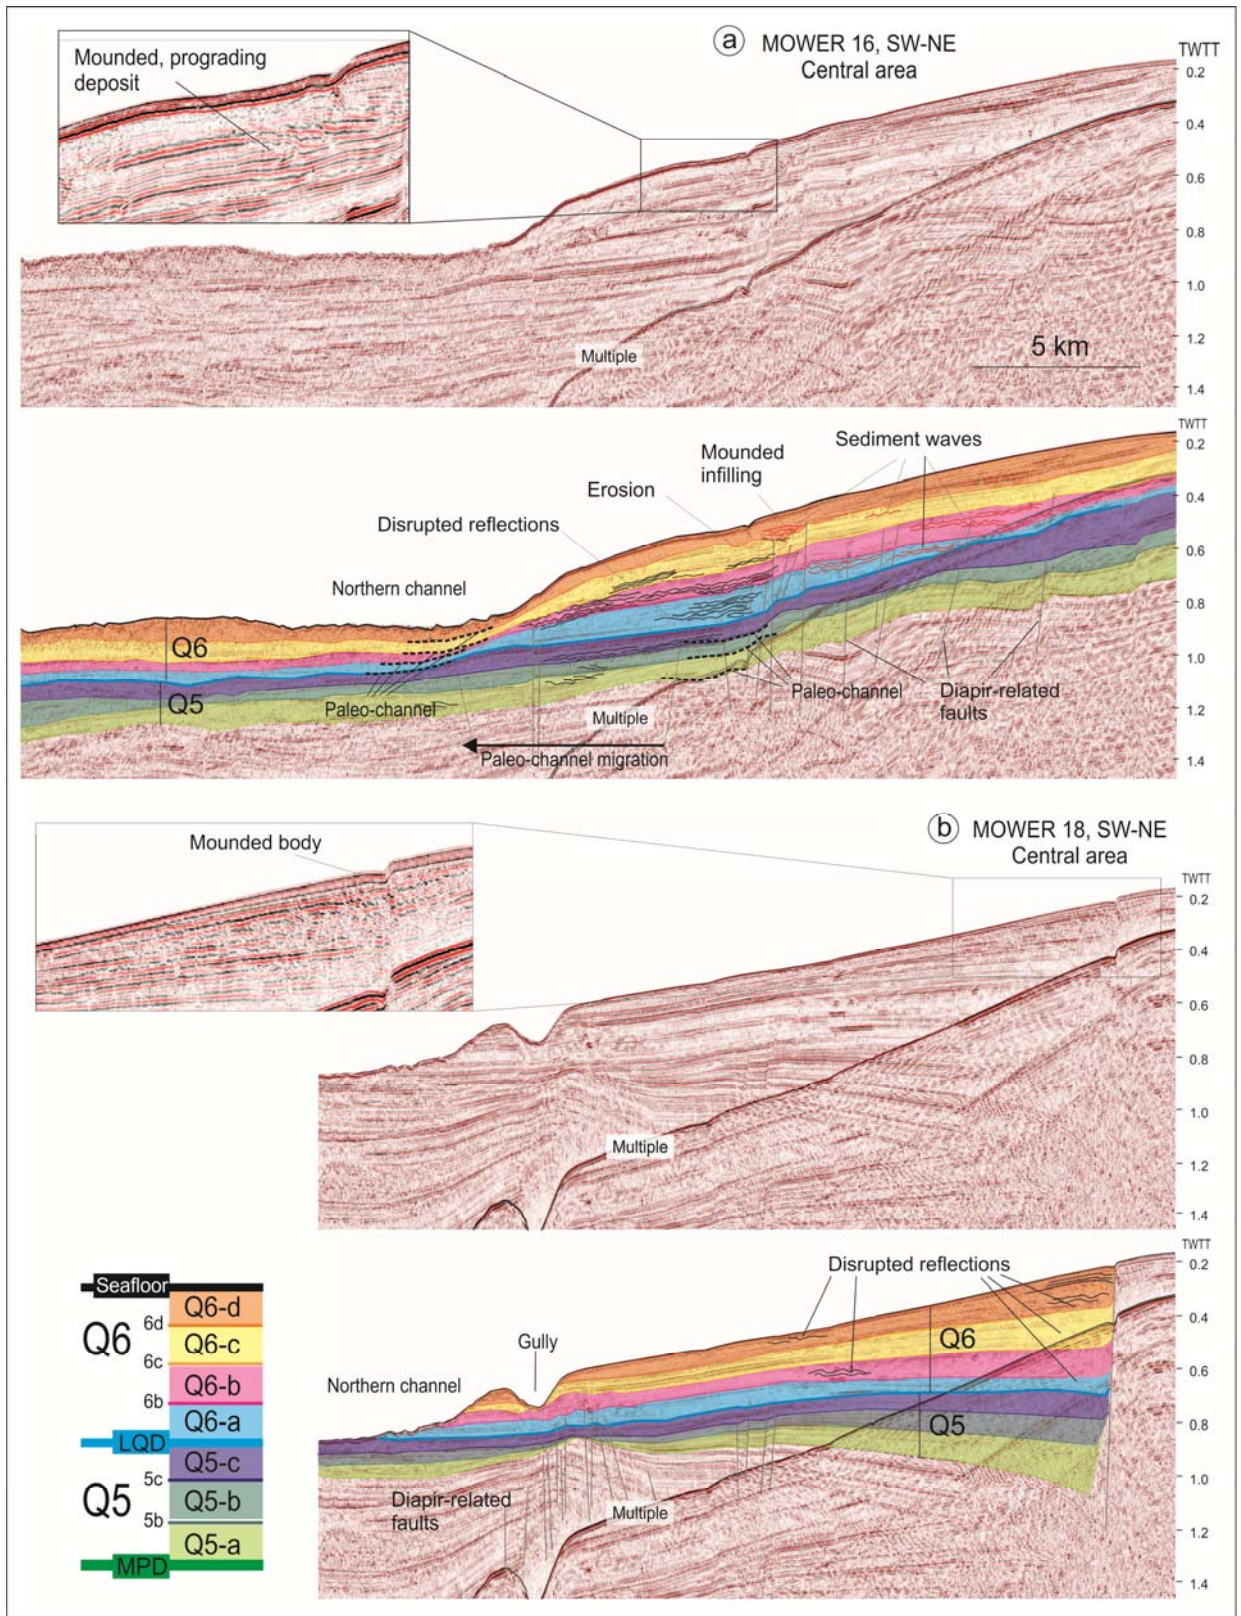 Mounded, prograding
deposit
a MOWER 16, SW-NE
Central area
TWTT
0.2
0.4
0.6
0.8
1.0
1.2
1.4
Multiple
5 km
TWTT
0.2
0.4
0.6
0.8
1.0
1.2
1.4
Sediment waves
Mounded
infilling
Erosion
Disrupted reflections
Northern channel
Q6
Q5
Paleo-channel
Paleo-channel
Diapir-related
faults
Multiple
Paleo-channel migration
b MOWER 18, SW-NE
Central area
Mounded body
TWTT
0.2
0.4
0.6
0.8
1.0
1.2
1.4
Multiple
TWTT
0.2
0.4
0.6
0.8
1.0
1.2
1.4
Disrupted reflections
Gully
Northern channel
Q6
Q5
Diapir-related
faults
Multiple
Seafloor
Q6-d
Q6 6d
Q6-c
6c
Q6-b
6b
Q6-a
LQD
Q5-c
Q5 5c
Q5-b
5b
Q5-a
MPD